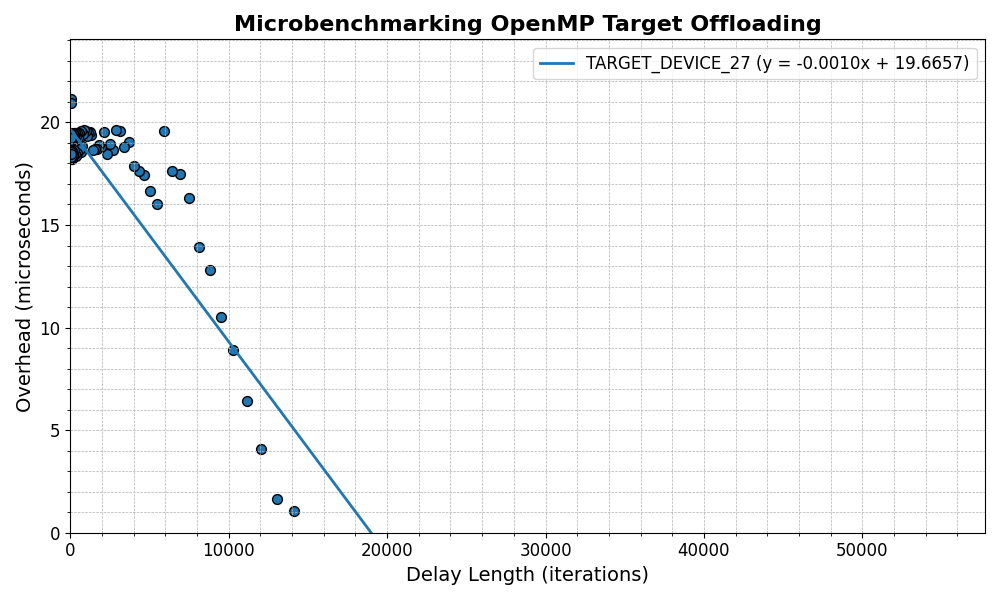 Microbenchmarking OpenMP Target Offloading
TARGET_DEVICE_27 (y = -0.0010x + 19.6657)
Overhead (microseconds)
20
15
10
5
0
0 10000 20000 30000 40000 50000
Delay Length (iterations)